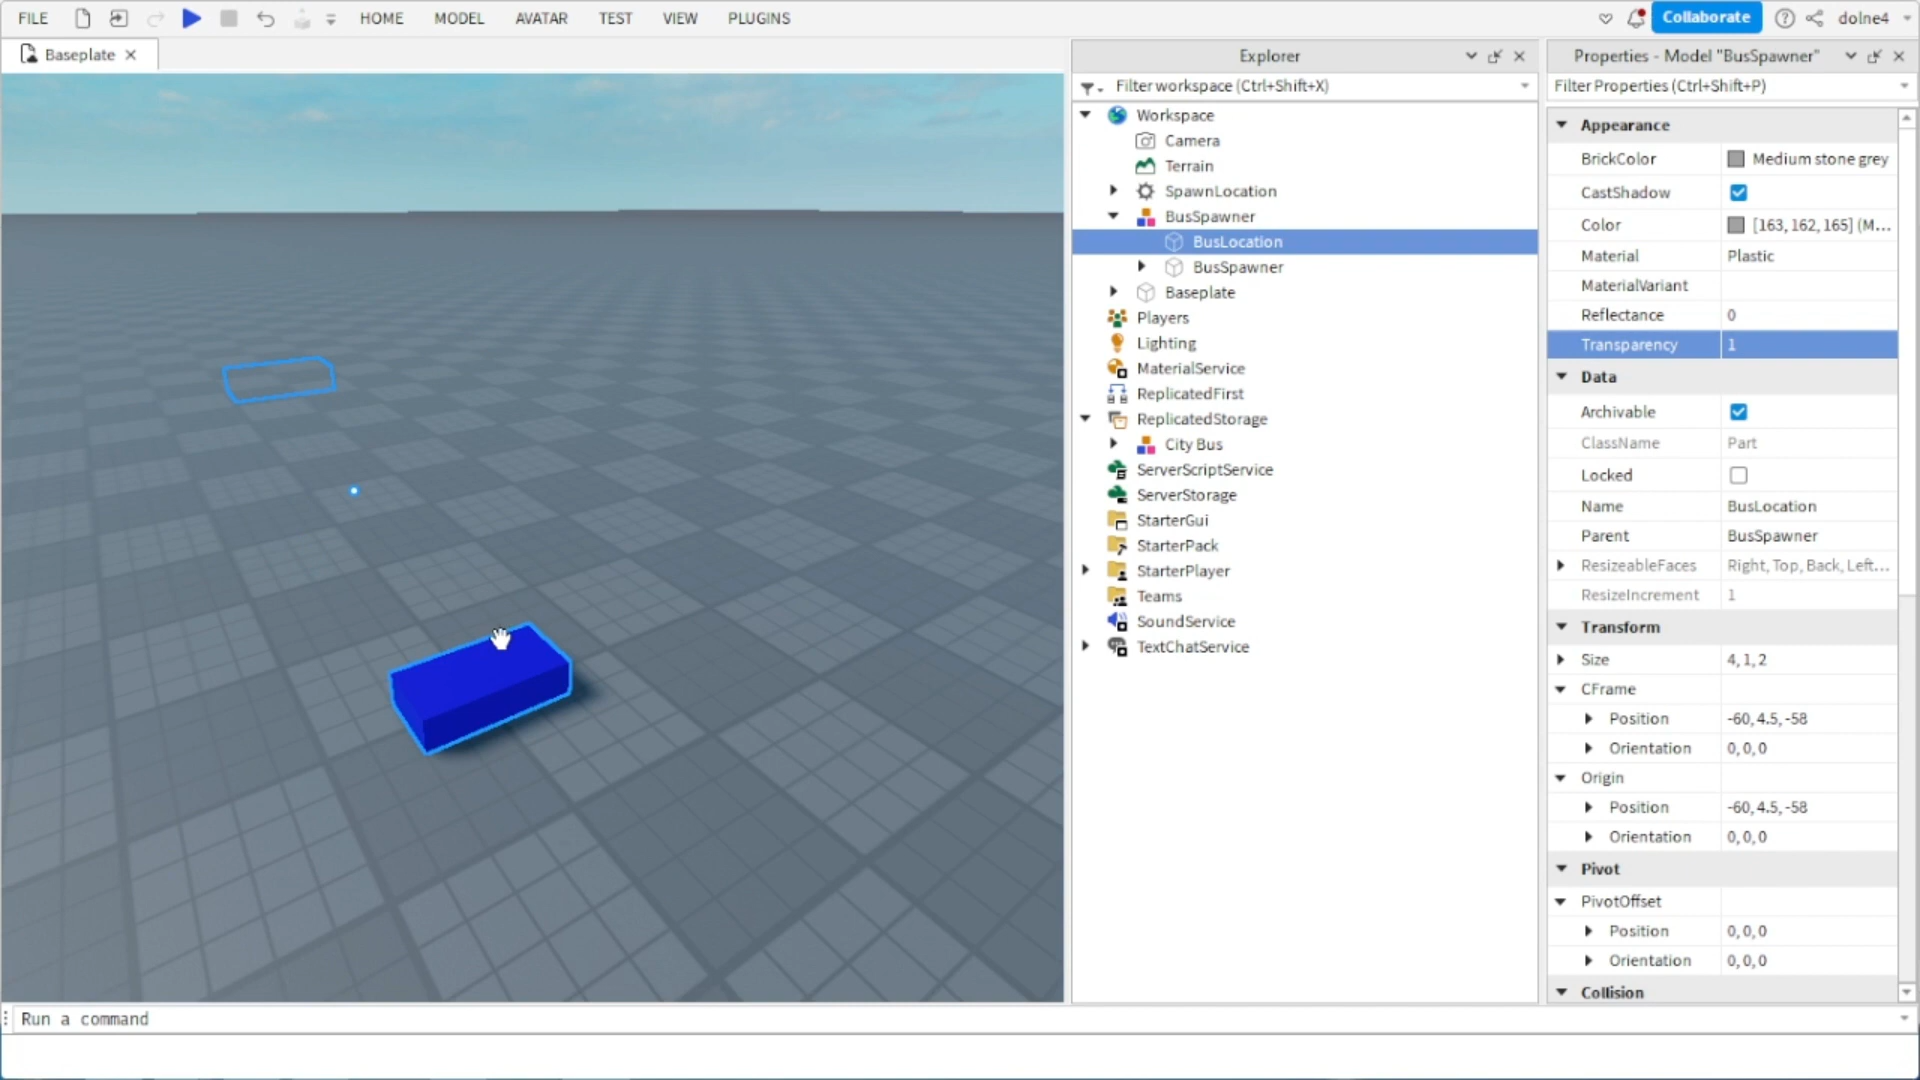 FILE HOME MODEL AVATAR TEST VIEW PLUGINS Collaborate dolne4
Baseplate
Explorer
Filter workspace (Ctrl+Shift+X)
Workspace
Camera
Terrain
SpawnLocation
BusSpawner
BusLocation
BusSpawner
Baseplate
Players
Lighting
MaterialService
ReplicatedFirst
ReplicatedStorage
City Bus
ServerScriptService
ServerStorage
StarterGui
StarterPack
StarterPlayer
Teams
SoundService
TextChatService
Properties - Model "BusSpawner"
Filter Properties (Ctrl+Shift+P)
Appearance
BrickColor Medium stone grey
CastShadow
Color [163, 162, 165] (M...
Material Plastic
MaterialVariant
Reflectance 0
Transparency 1
Data
Archivable
ClassName Part
Locked
Name BusLocation
Parent BusSpawner
ResizeableFaces Right, Top, Back, Left...
ResizeIncrement 1
Transform
Size 4, 1, 2
CFrame
Position -60, 4.5, -58
Orientation 0, 0, 0
Origin
Position -60, 4.5, -58
Orientation 0, 0, 0
Pivot
PivotOffset
Position 0, 0, 0
Orientation 0, 0, 0
Collision
Run a command